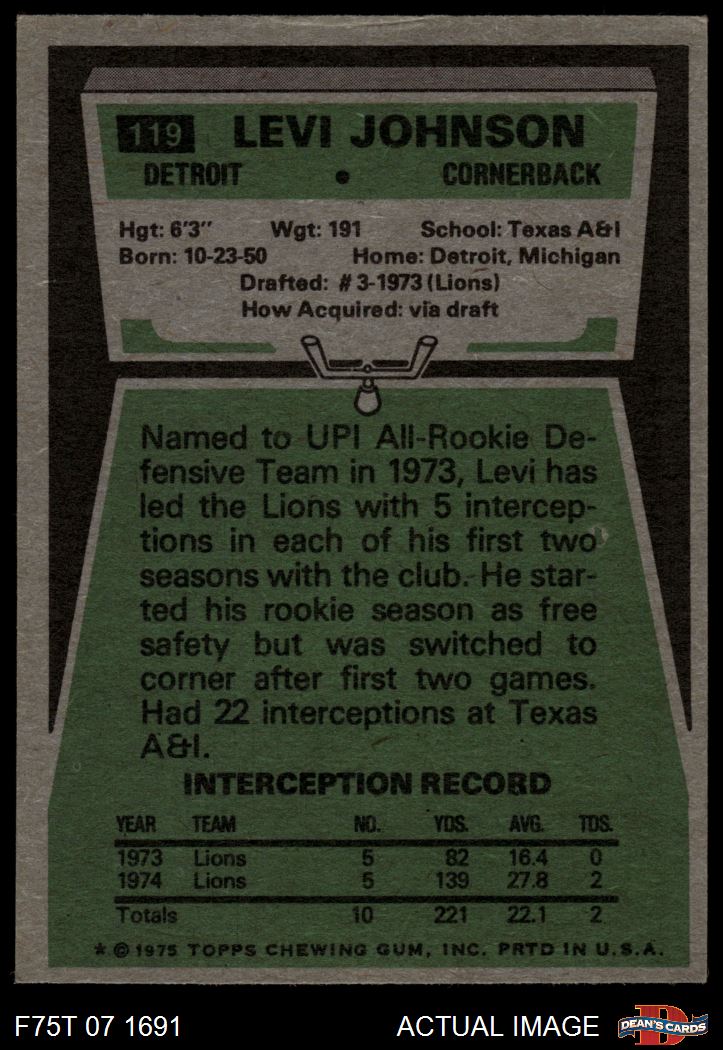 119 LEVI JOHNSON
DETROIT • CORNERBACK
Hgt: 6'3" Wgt: 191 School: Texas A&I
Born: 10-23-50 Home: Detroit, Michigan
Drafted: #3-1973 (Lions)
How Acquired: via draft
Named to UPI All-Rookie De-
fensive Team in 1973, Levi has
led the Lions with 5 intercep-
tions in each of his first two
seasons with the club. He star-
ted his rookie season as free
safety but was switched to
corner after first two games.
Had 22 interceptions at Texas
A&I.
INTERCEPTION RECORD
YEAR TEAM NO. YDS. AVG. TDS.
1973 Lions 5 82 16.4 0
1974 Lions 5 139 27.8 2
Totals 10 221 22.1 2
* © 1975 TOPPS CHEWING GUM, INC. PRTD IN U.S.A.
F75T 07 1691 ACTUAL IMAGE D DEAN'S CARDS